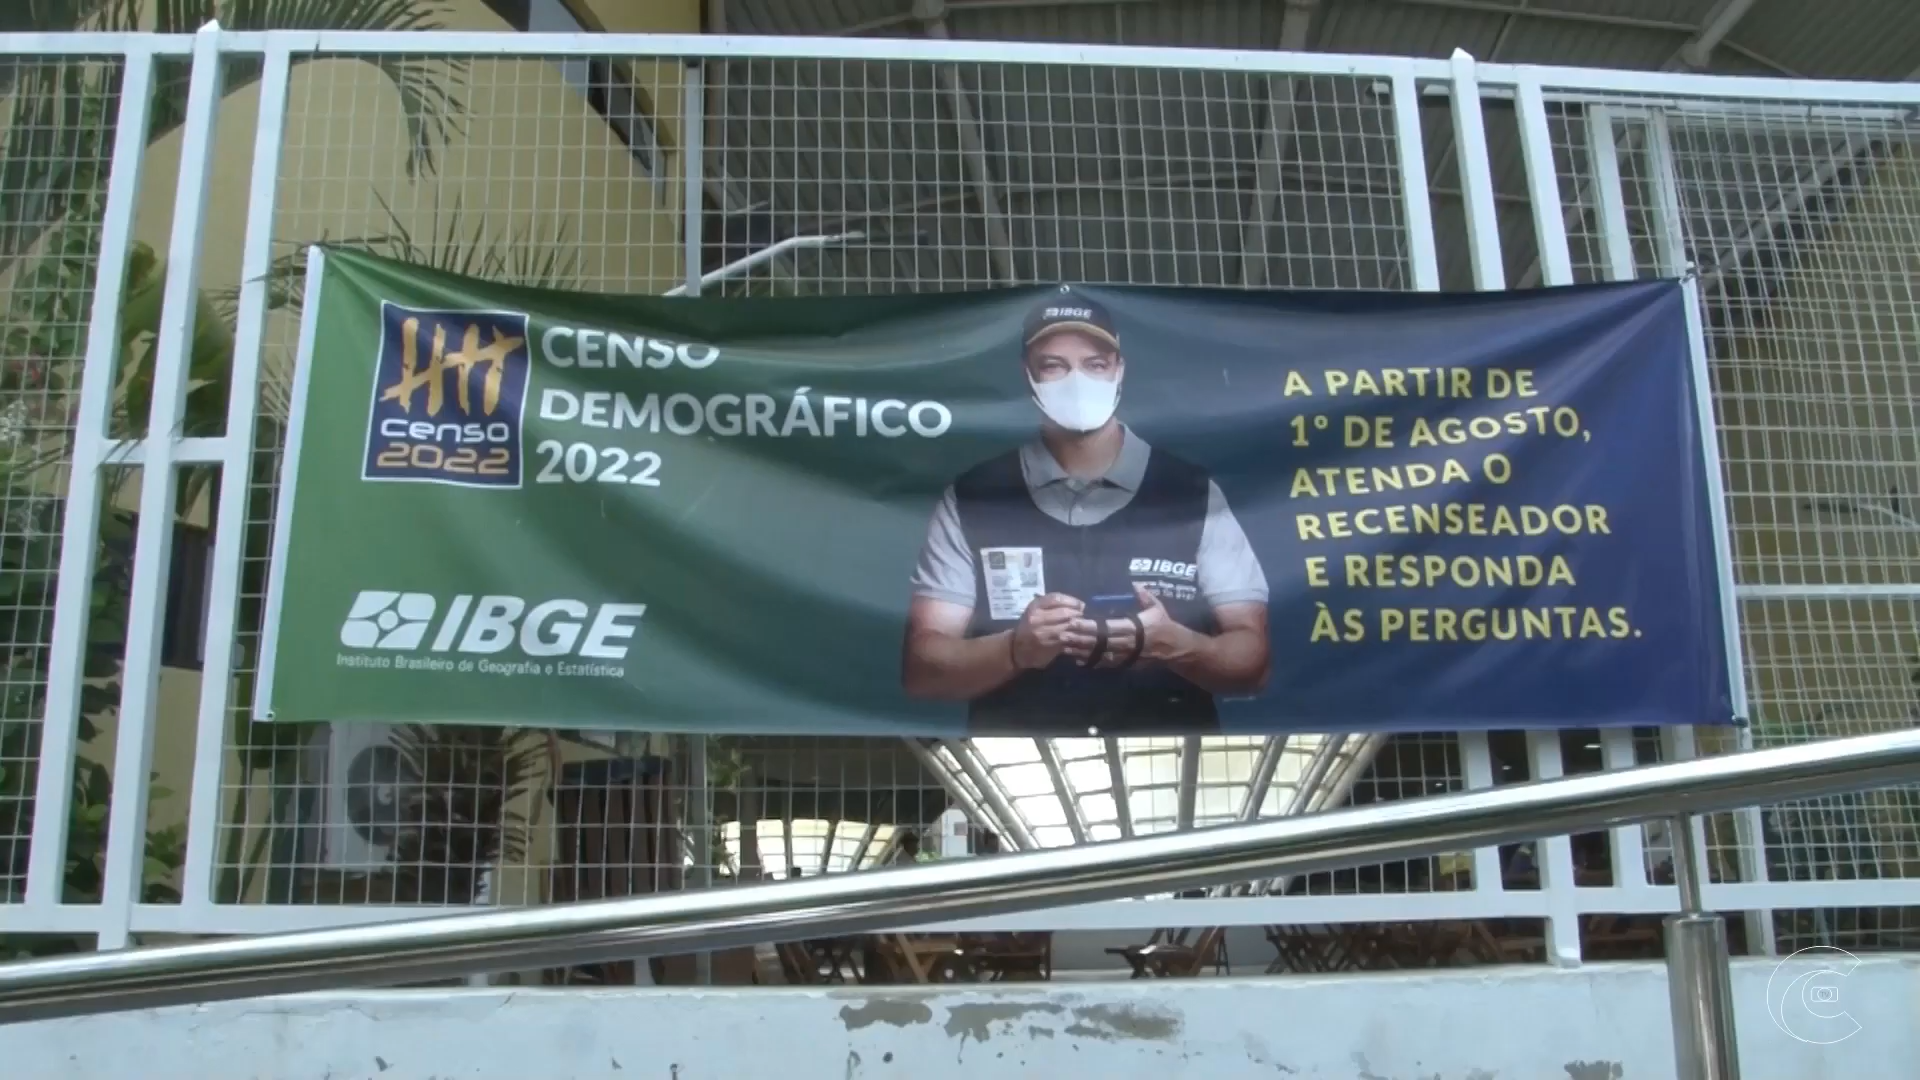 censo
2022
CENSO
DEMOGRÁFICO
2022
IBGE
Instituto Brasileiro de Geografia e Estatística
IBGE
IBGE
A PARTIR DE
1º DE AGOSTO,
ATENDA O
RECENSEADOR
E RESPONDA
ÀS PERGUNTAS.